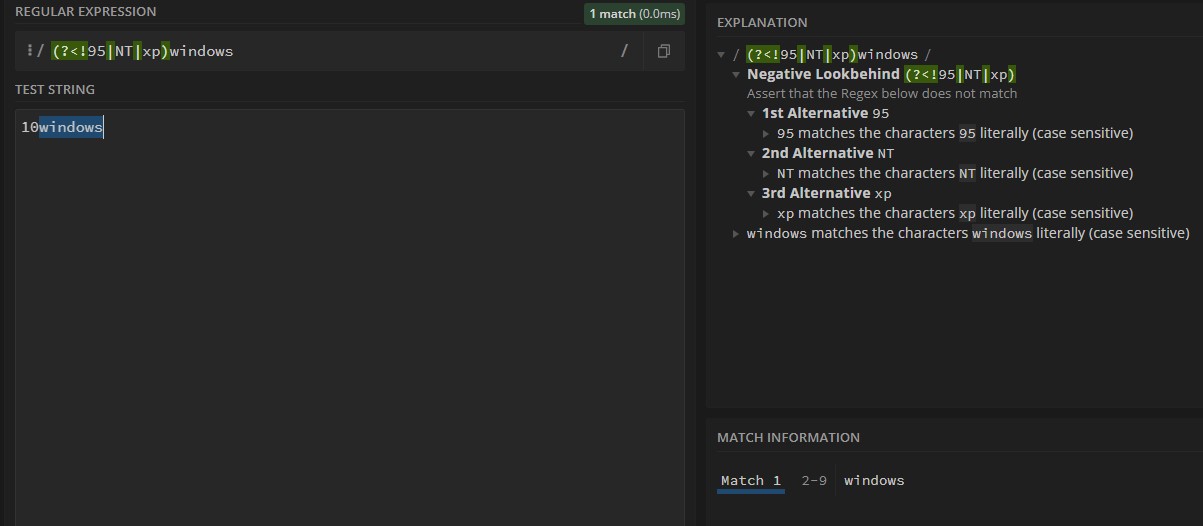 REGULAR EXPRESSION
1 match (0.0ms)
/ (?<!95|NT|xp)windows /
TEST STRING
10windows
EXPLANATION
/ (?<!95|NT|xp)windows /
Negative Lookbehind (?<!95|NT|xp)
Assert that the Regex below does not match
1st Alternative 95
95 matches the characters 95 literally (case sensitive)
2nd Alternative NT
NT matches the characters NT literally (case sensitive)
3rd Alternative xp
xp matches the characters xp literally (case sensitive)
windows matches the characters windows literally (case sensitive)
MATCH INFORMATION
Match 1 2-9 windows